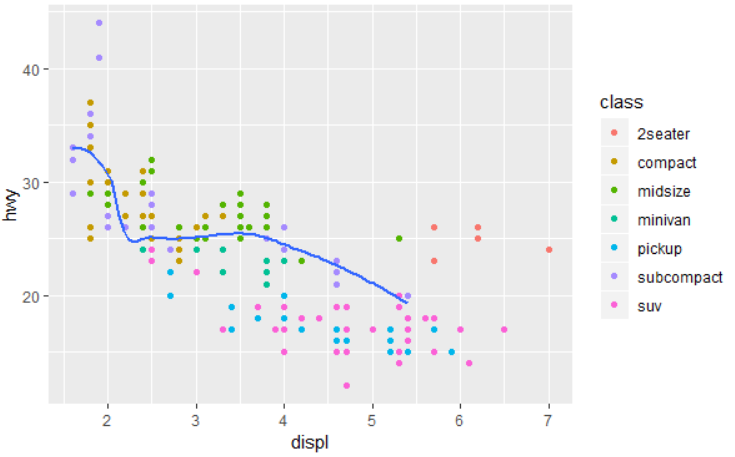 hwy
40
30
20
2 3 4 5 6 7
displ
class
2seater
compact
midsize
minivan
pickup
subcompact
suv